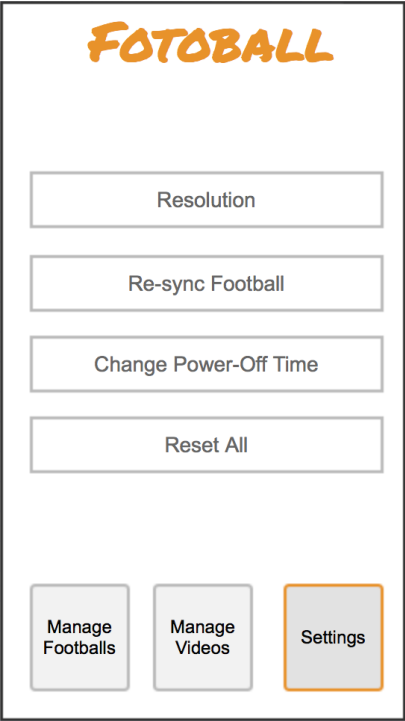 FOTOBALL
Resolution
Re-sync Football
Change Power-Off Time
Reset All
Manage
Footballs
Manage
Videos
Settings